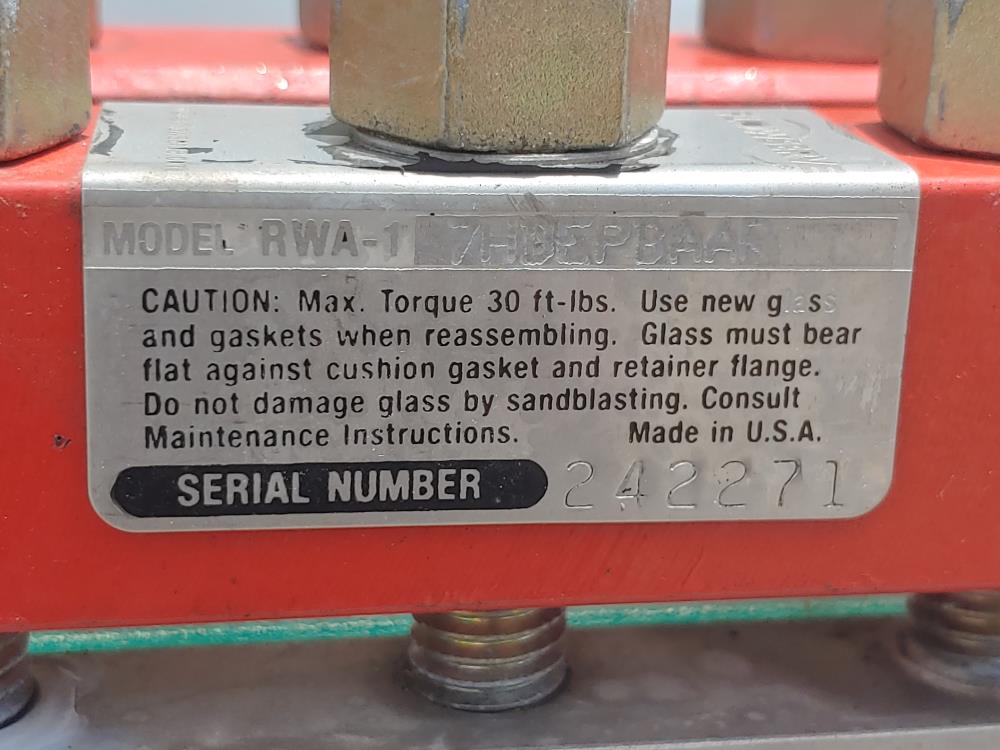 MODEL RWA-1
CAUTION: Max. Torque 30 ft-lbs. Use new glass
and gaskets when reassembling. Glass must bear
flat against cushion gasket and retainer flange.
Do not damage glass by sandblasting. Consult
Maintenance Instructions. Made in U.S.A.
SERIAL NUMBER 242271